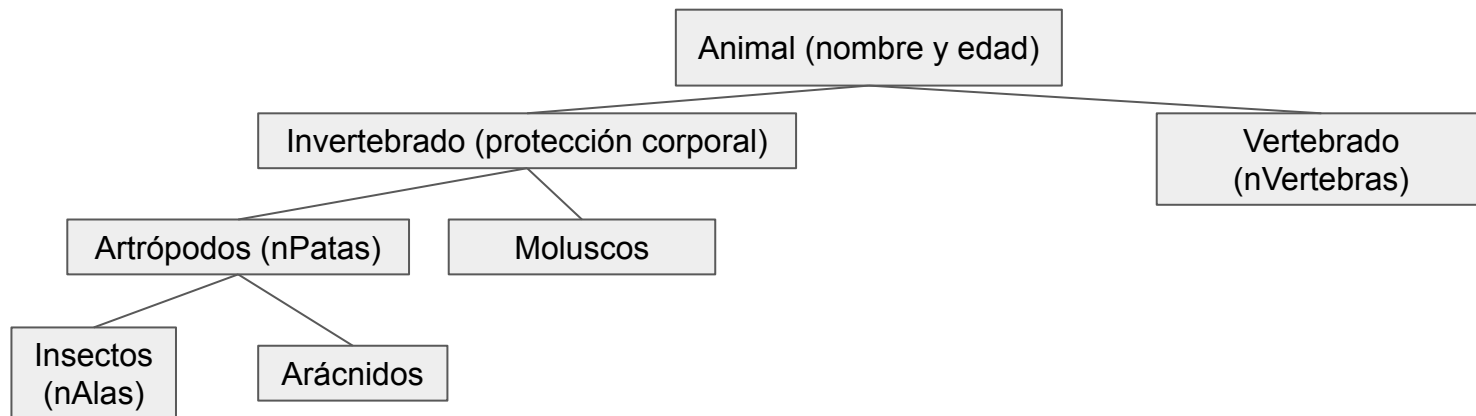 Animal (nombre y edad)
Invertebrado (protección corporal)
Vertebrado
(nVertebras)
Artrópodos (nPatas)
Moluscos
Insectos
(nAlas)
Arácnidos